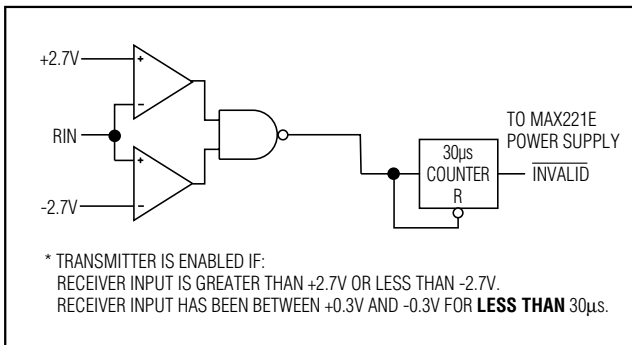 +2.7V
+
−
RIN
+
−
-2.7V
30µs
COUNTER
R
TO MAX221E
POWER SUPPLY
INVALID
* TRANSMITTER IS ENABLED IF:
RECEIVER INPUT IS GREATER THAN +2.7V OR LESS THAN -2.7V.
RECEIVER INPUT HAS BEEN BETWEEN +0.3V AND -0.3V FOR LESS THAN 30µs.